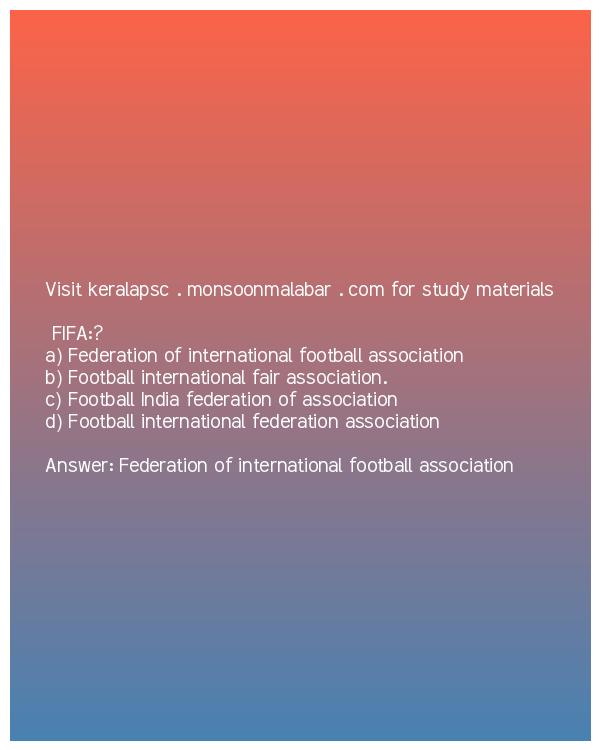 Visit keralapsc . monsoonmalabar . com for study materials
FIFA:?
a) Federation of international football association
b) Football international fair association.
c) Football India federation of association
d) Football international federation association
Answer: Federation of international football association